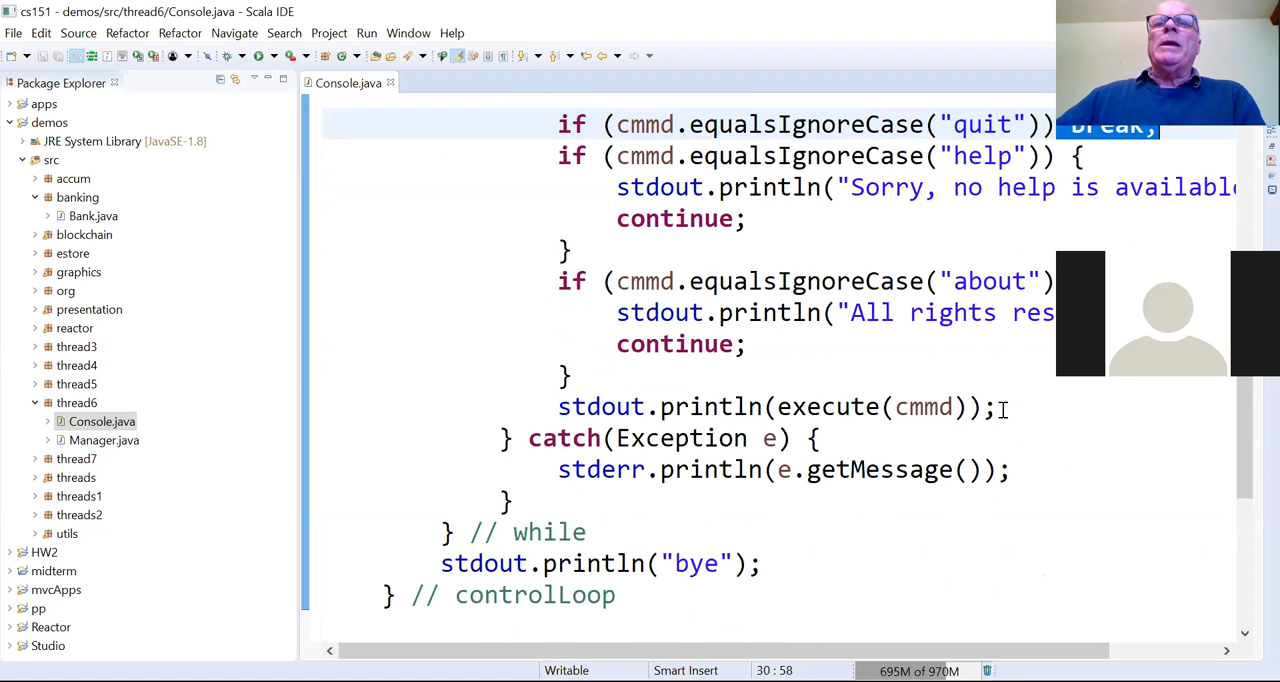 cs151 - demos/src/thread6/Console.java - Scala IDE
File Edit Source Refactor Refactor Navigate Search Project Run Window Help
Package Explorer
Console.java
apps
demos
JRE System Library [JavaSE-1.8]
src
accum
banking
Bank.java
blockchain
estore
graphics
org
presentation
reactor
thread3
thread4
thread5
thread6
Console.java
Manager.java
thread7
threads
threads1
threads2
utils
HW2
midterm
mvcApps
pp
Reactor
Studio
if (cmmd.equalsIgnoreCase("quit")) break;
if (cmmd.equalsIgnoreCase("help")) {
stdout.println("Sorry, no help is available
continue;
}
if (cmmd.equalsIgnoreCase("about")
stdout.println("All rights res
continue;
}
stdout.println(execute(cmmd));
} catch(Exception e) {
stderr.println(e.getMessage());
}
} // while
stdout.println("bye");
} // controlLoop
Writable Smart Insert 30 : 58 695M of 970M